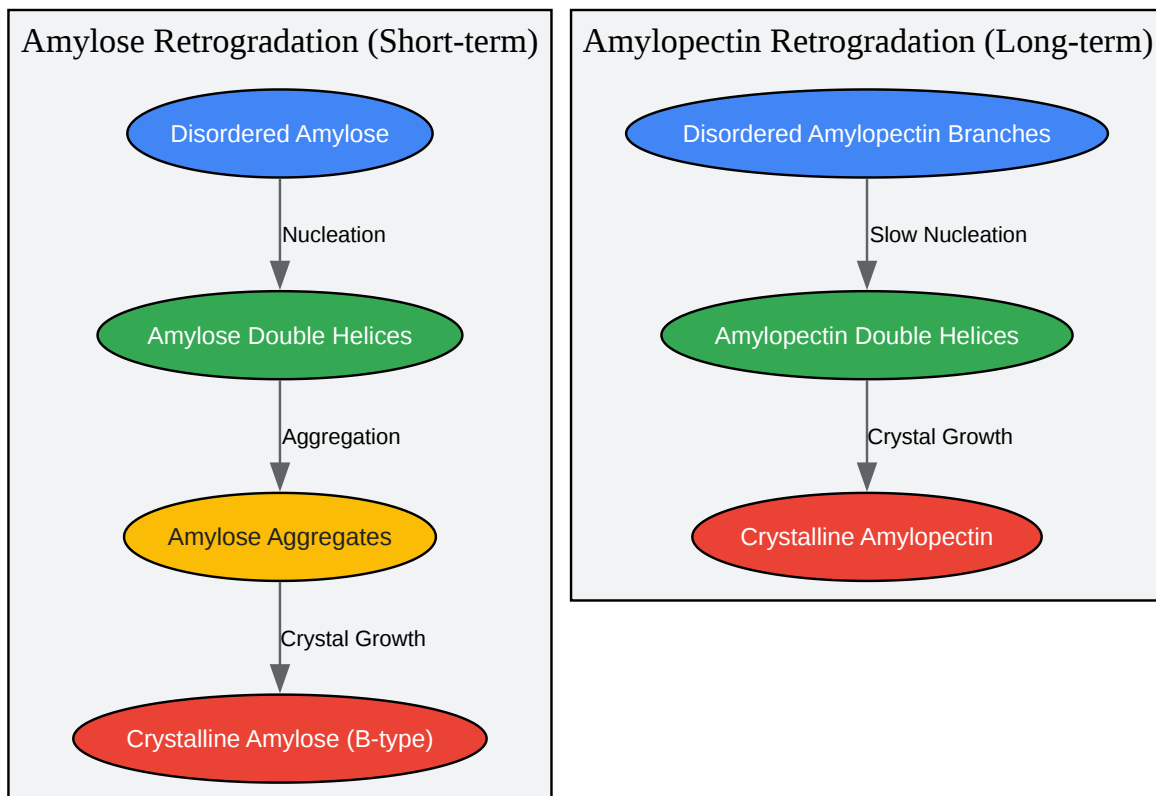 Amylose Retrogradation (Short-term)
Disordered Amylose
Nucleation
Amylose Double Helices
Aggregation
Amylose Aggregates
Crystal Growth
Crystalline Amylose (B-type)
Amylopectin Retrogradation (Long-term)
Disordered Amylopectin Branches
Slow Nucleation
Amylopectin Double Helices
Crystal Growth
Crystalline Amylopectin